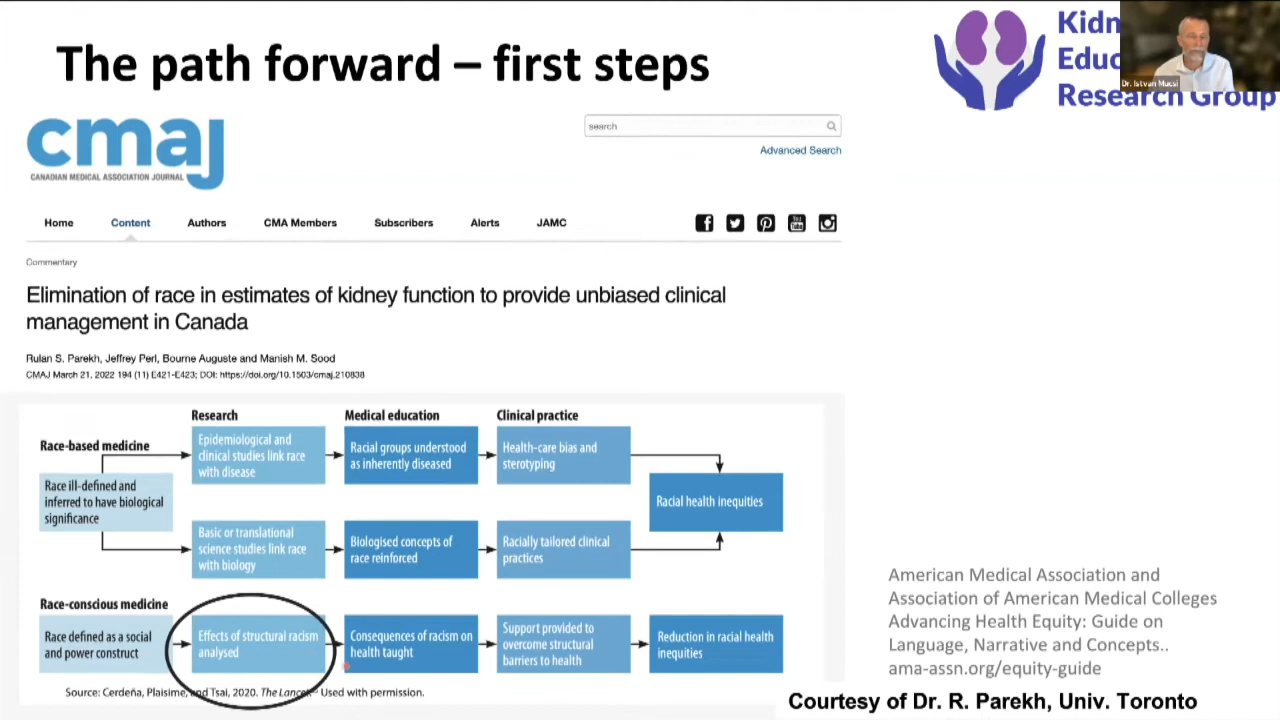 The path forward – first steps
Kidn
Educ
Research Group
Dr. Istvan Mucsi
cmaj
CANADIAN MEDICAL ASSOCIATION JOURNAL
search
Advanced Search
Home Content Authors CMA Members Subscribers Alerts JAMC
You
Tube
Commentary
Elimination of race in estimates of kidney function to provide unbiased clinical
management in Canada
Rulan S. Parekh, Jeffrey Perl, Bourne Auguste and Manish M. Sood
CMAJ March 21, 2022 194 (11) E421-E423; DOI: https://doi.org/10.1503/cmaj.210838
Research
Medical education
Clinical practice
Race-based medicine
Race ill-defined and
inferred to have biological
significance
Epidemiological and
clinical studies link race
with disease
Racial groups understood
as inherently diseased
Health-care bias and
sterotyping
Racial health inequities
Basic or translational
science studies link race
with biology
Biologised concepts of
race reinforced
Racially tailored clinical
practices
Race-conscious medicine
Race defined as a social
and power construct
Effects of structural racism
analysed
Consequences of racism on
health taught
Support provided to
overcome structural
barriers to health
Reduction in racial health
inequities
Source: Cerdeña, Plaisime, and Tsai, 2020. The Lancet. Used with permission.
American Medical Association and
Association of American Medical Colleges
Advancing Health Equity: Guide on
Language, Narrative and Concepts..
ama-assn.org/equity-guide
Courtesy of Dr. R. Parekh, Univ. Toronto